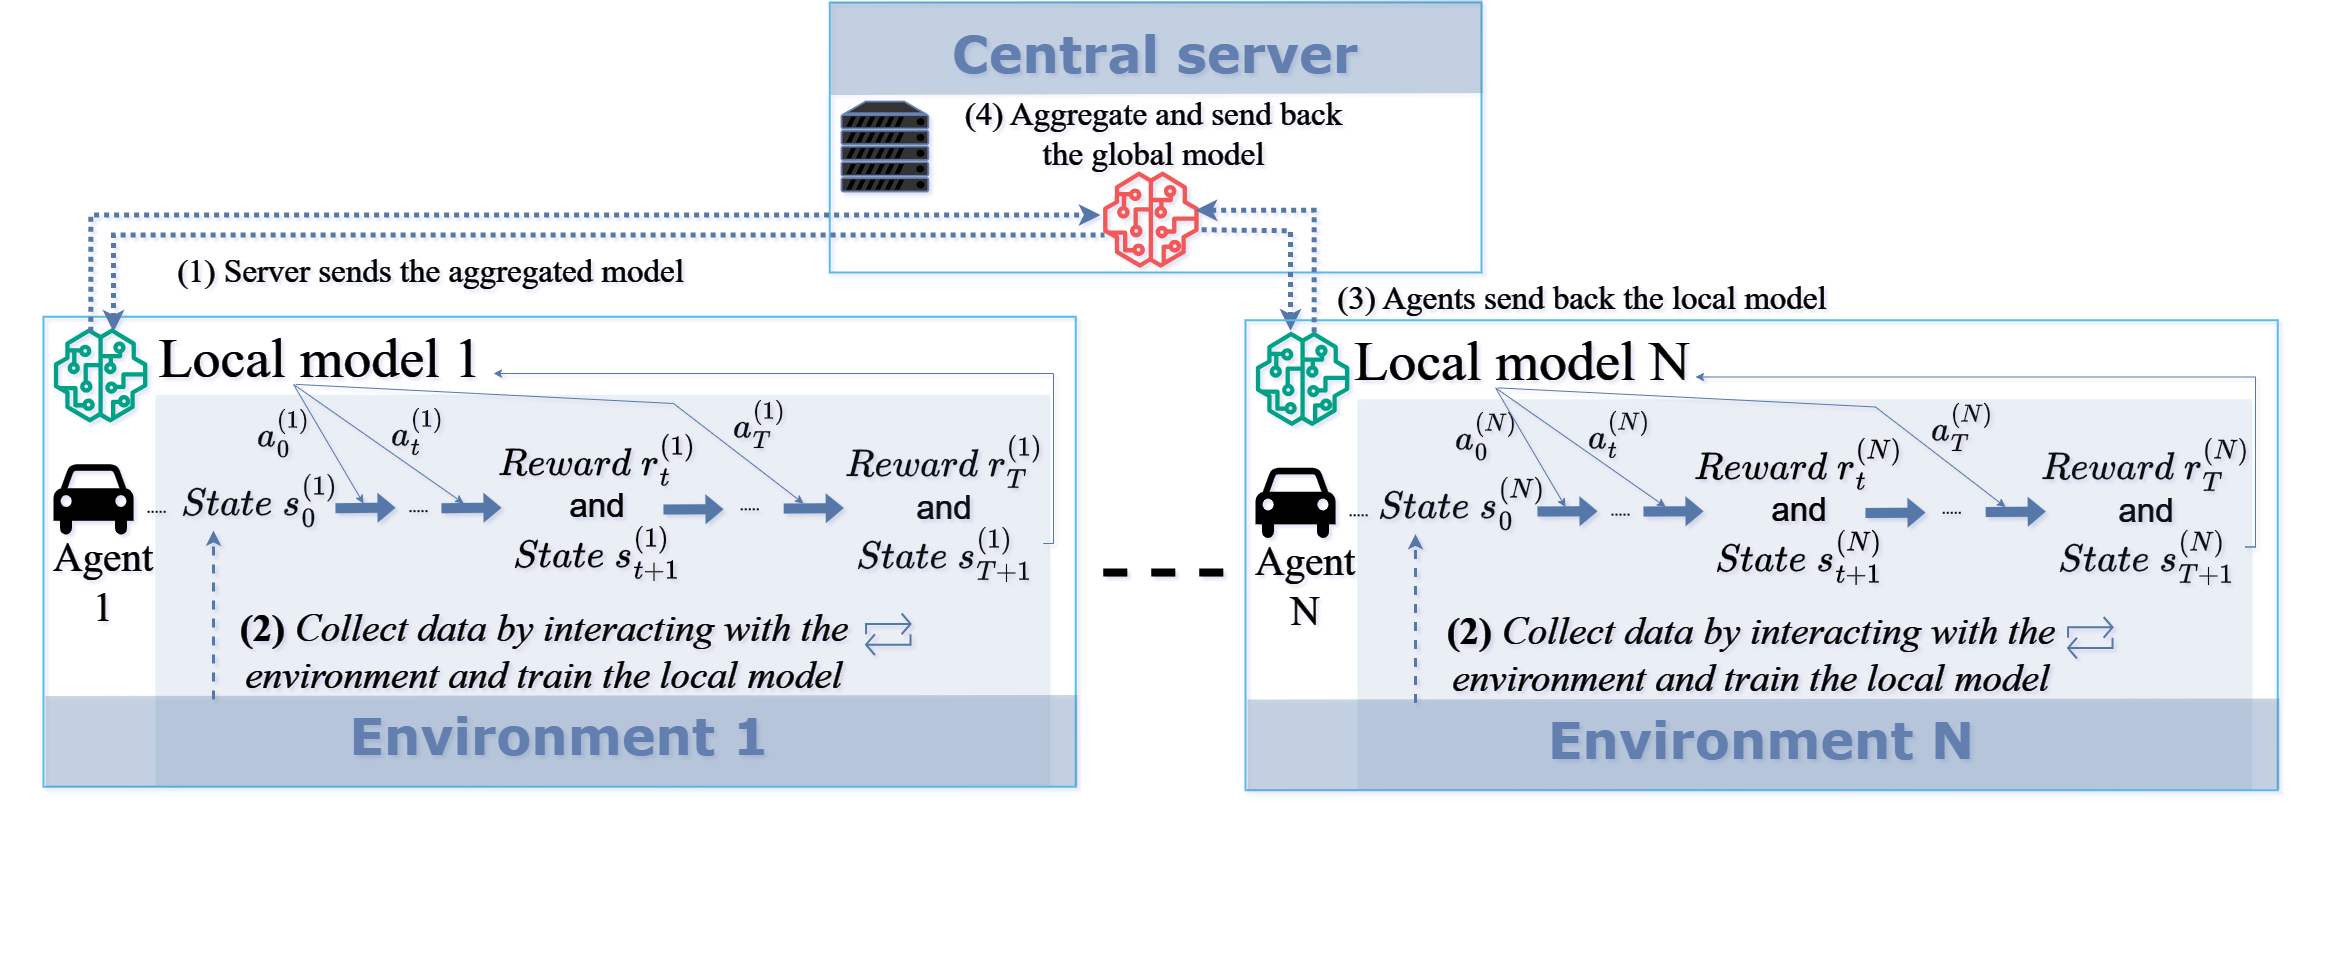 Central server
(4) Aggregate and send back
the global model
(1) Server sends the aggregated model
(3) Agents send back the local model
Local model 1
a_0^{(1)} a_t^{(1)} a_T^{(1)}
Agent
1
..... State s_0^{(1)} ..... Reward r_t^{(1)} and State s_{t+1}^{(1)} ..... Reward r_T^{(1)} and State s_{T+1}^{(1)}
(2) Collect data by interacting with the
environment and train the local model
Environment 1
Local model N
a_0^{(N)} a_t^{(N)} a_T^{(N)}
Agent
N
..... State s_0^{(N)} ..... Reward r_t^{(N)} and State s_{t+1}^{(N)} ..... Reward r_T^{(N)} and State s_{T+1}^{(N)}
(2) Collect data by interacting with the
environment and train the local model
Environment N